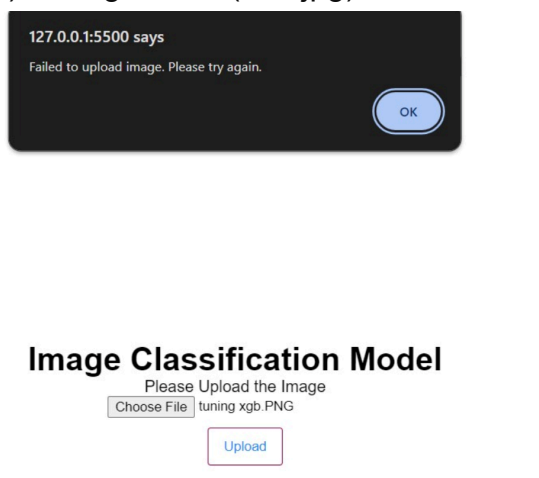 127.0.0.1:5500 says
Failed to upload image. Please try again.
OK
Image Classification Model
Please Upload the Image
Choose File tuning xgb.PNG
Upload